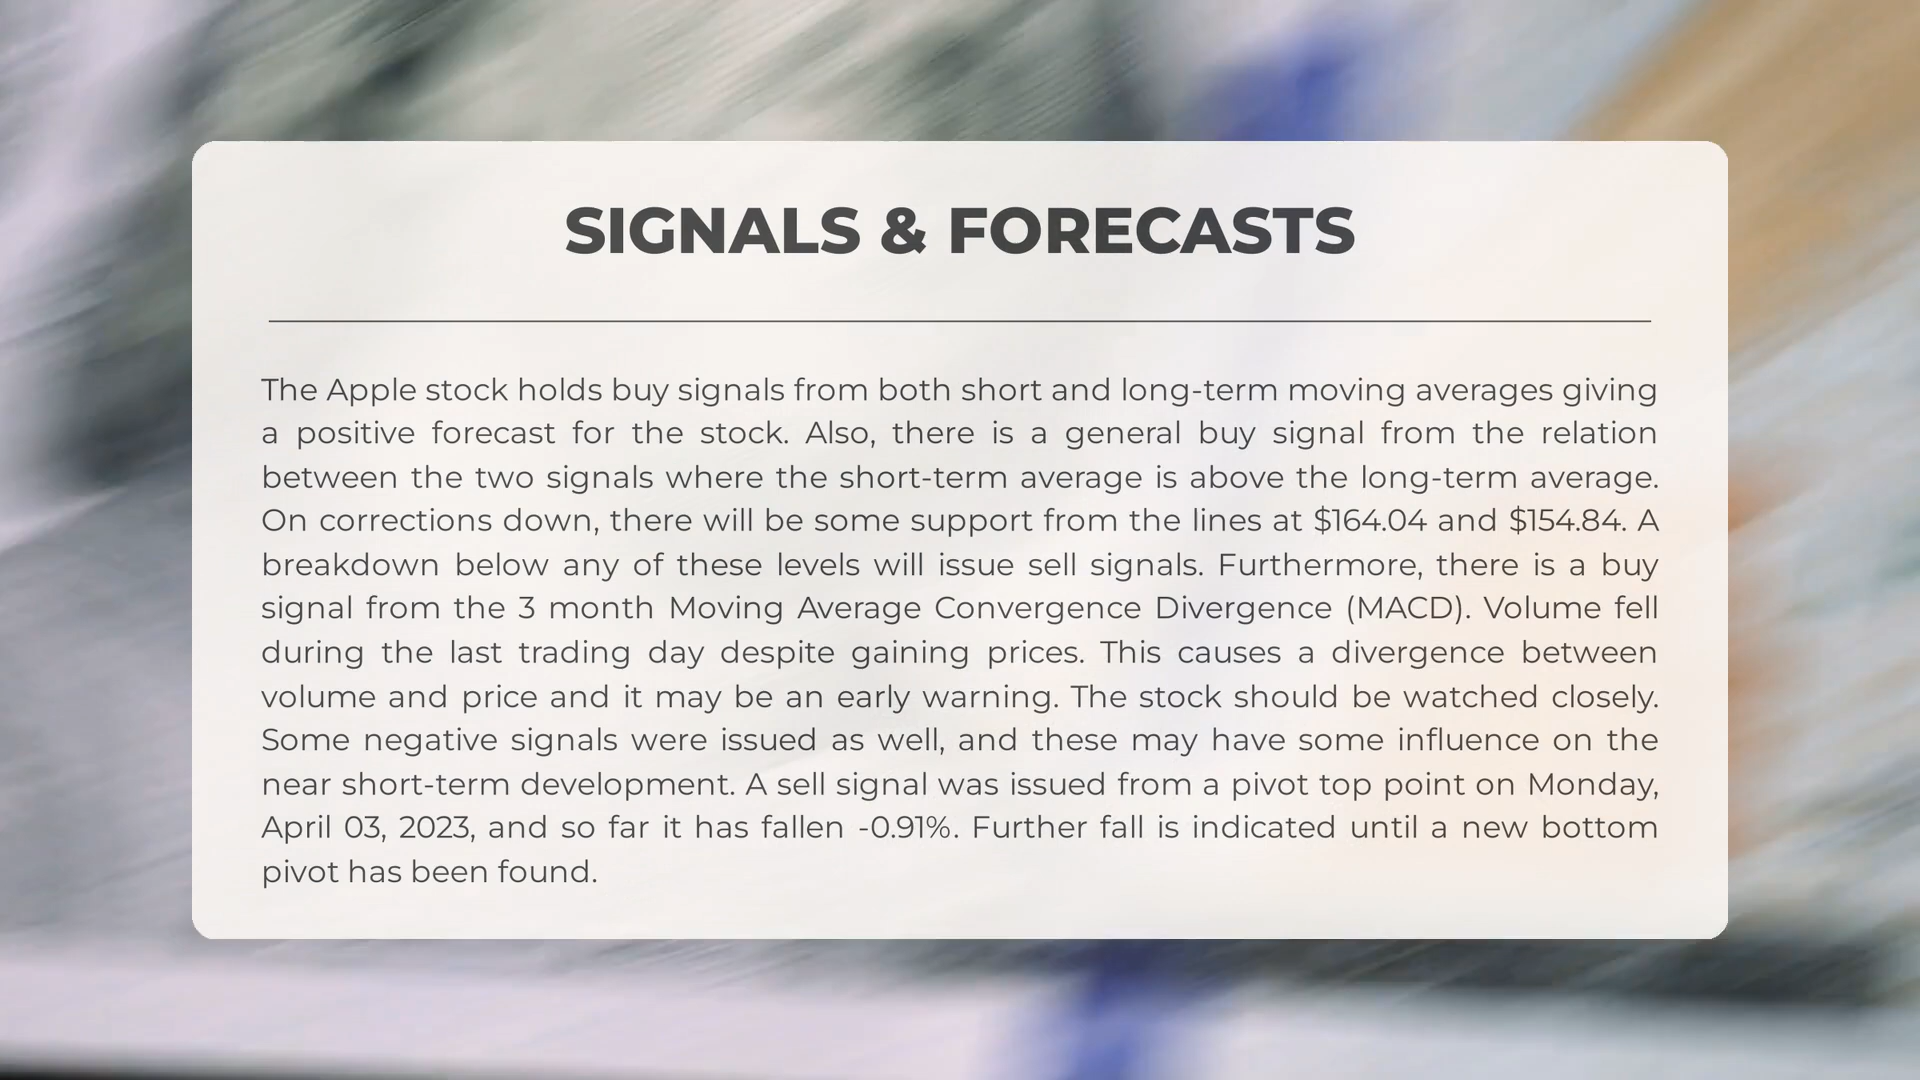 SIGNALS & FORECASTS
The Apple stock holds buy signals from both short and long-term moving averages giving
a positive forecast for the stock. Also, there is a general buy signal from the relation
between the two signals where the short-term average is above the long-term average.
On corrections down, there will be some support from the lines at $164.04 and $154.84. A
breakdown below any of these levels will issue sell signals. Furthermore, there is a buy
signal from the 3 month Moving Average Convergence Divergence (MACD). Volume fell
during the last trading day despite gaining prices. This causes a divergence between
volume and price and it may be an early warning. The stock should be watched closely.
Some negative signals were issued as well, and these may have some influence on the
near short-term development. A sell signal was issued from a pivot top point on Monday,
April 03, 2023, and so far it has fallen -0.91%. Further fall is indicated until a new bottom
pivot has been found.